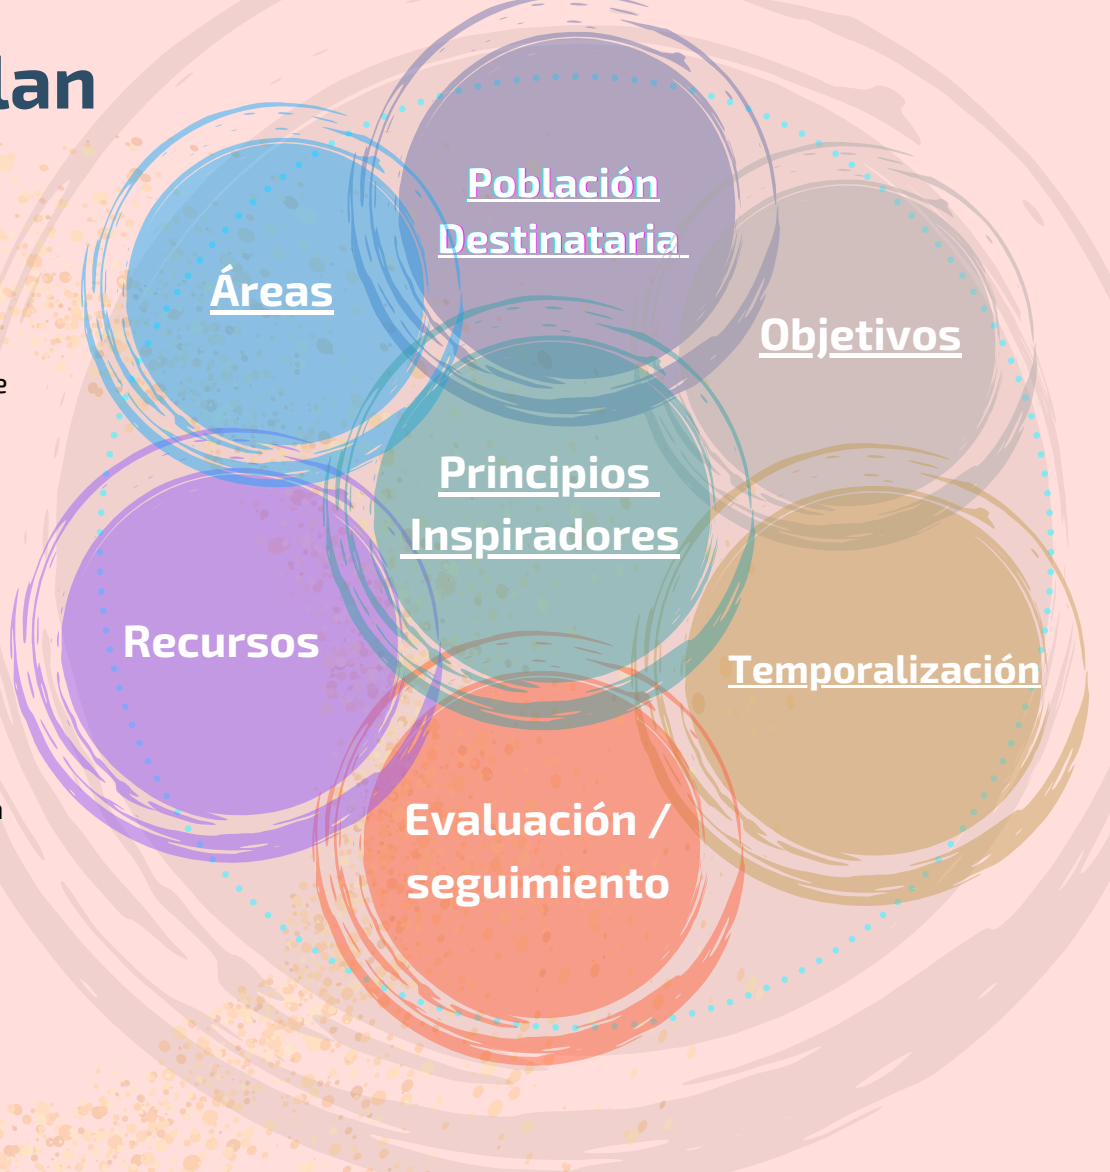 lan
Población
Destinataria
Áreas
Objetivos
e
Principios
Inspiradores
Recursos
Temporalización
Evaluación /
seguimiento